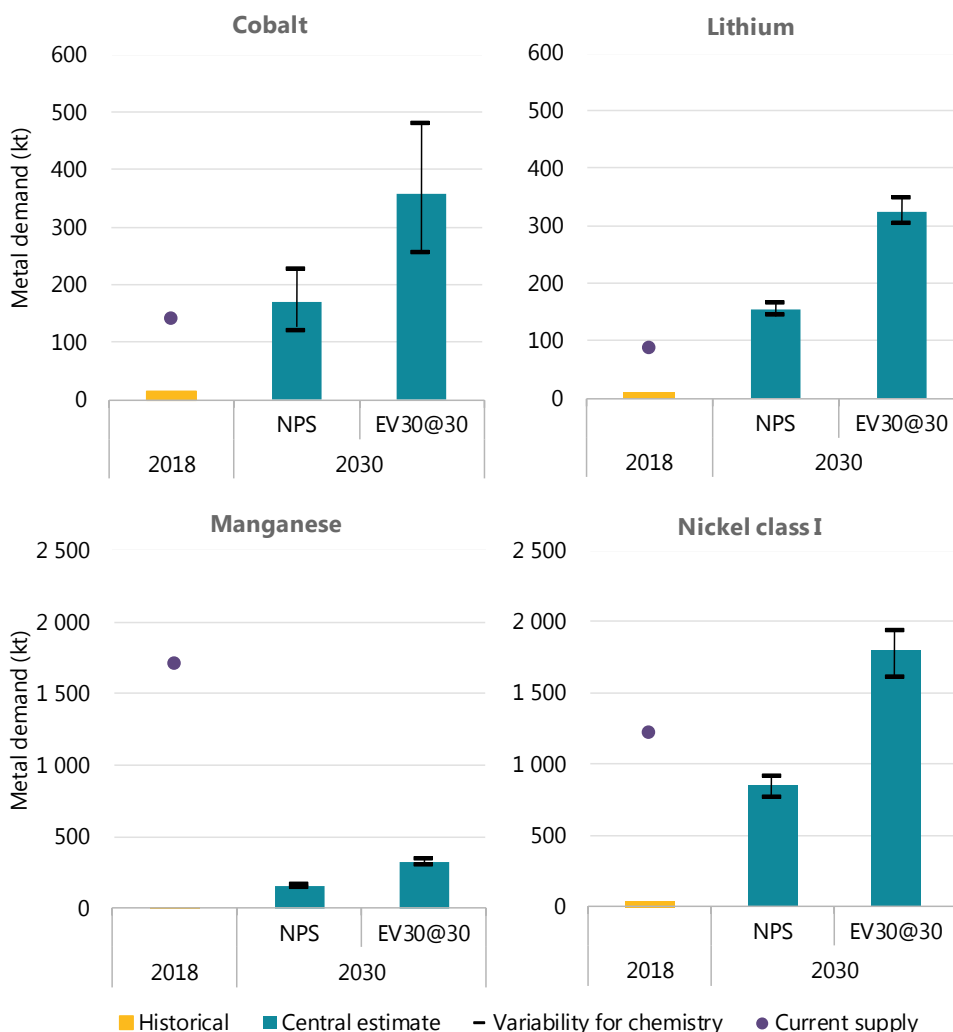 Cobalt
Metal demand (kt)
600
500
400
300
200
100
0
NPS EV30@30
2018 2030
Lithium
600
500
400
300
200
100
0
NPS EV30@30
2018 2030
Manganese
Metal demand (kt)
2 500
2 000
1 500
1 000
500
0
NPS EV30@30
2018 2030
Nickel class I
2 500
2 000
1 500
1 000
500
0
NPS EV30@30
2018 2030
Historical Central estimate Variability for chemistry Current supply